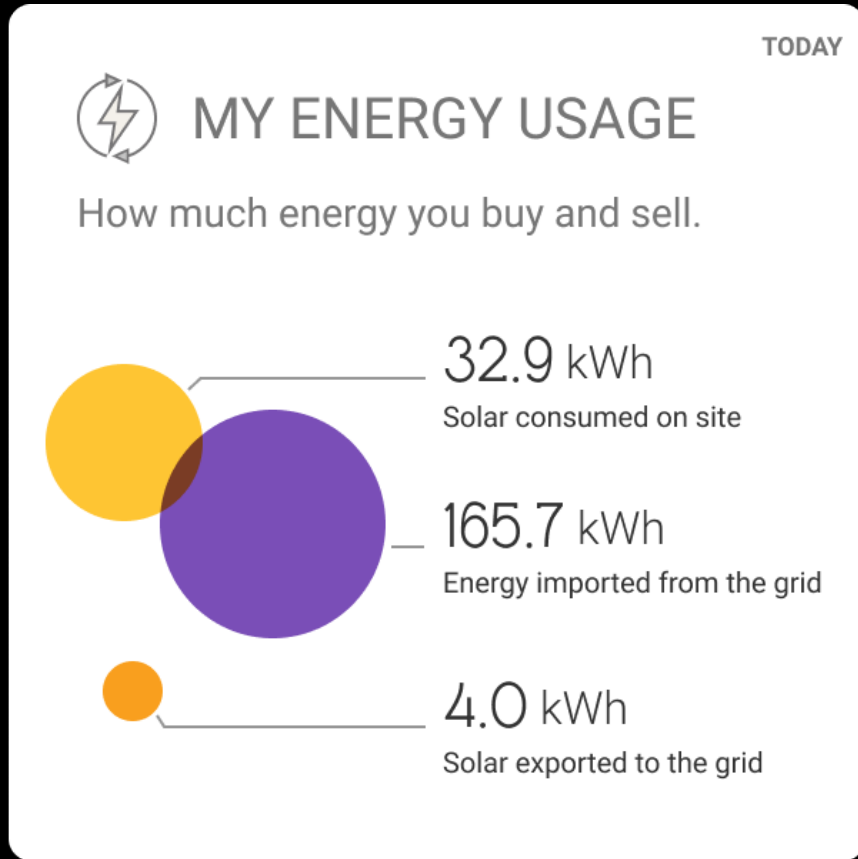 TODAY
MY ENERGY USAGE
How much energy you buy and sell.
32.9 kWh
Solar consumed on site
165.7 kWh
Energy imported from the grid
4.0 kWh
Solar exported to the grid